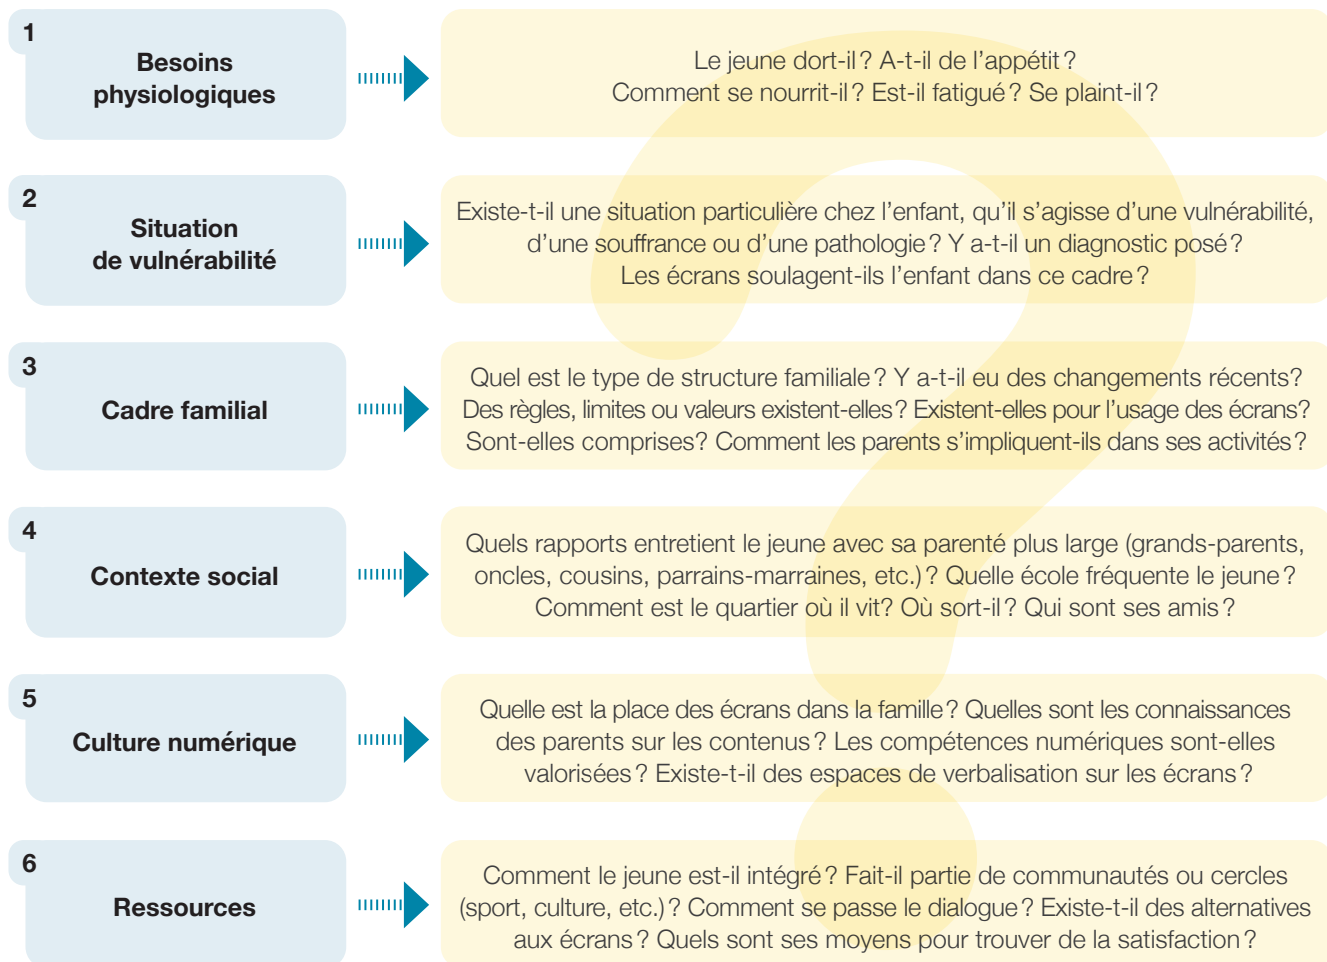 1
Besoins
physiologiques
Le jeune dort-il ? A-t-il de l’appétit ?
Comment se nourrit-il ? Est-il fatigué ? Se plaint-il ?
2
Situation
de vulnérabilité
Existe-t-il une situation particulière chez l’enfant, qu’il s’agisse d’une vulnérabilité,
d’une souffrance ou d’une pathologie ? Y a-t-il un diagnostic posé ?
Les écrans soulagent-ils l’enfant dans ce cadre ?
3
Cadre familial
Quel est le type de structure familiale ? Y a-t-il eu des changements récents?
Des règles, limites ou valeurs existent-elles ? Existent-elles pour l’usage des écrans?
Sont-elles comprises? Comment les parents s’impliquent-ils dans ses activités ?
4
Contexte social
Quels rapports entretient le jeune avec sa parenté plus large (grands-parents,
oncles, cousins, parrains-marraines, etc.) ? Quelle école fréquente le jeune ?
Comment est le quartier où il vit? Où sort-il ? Qui sont ses amis ?
5
Culture numérique
Quelle est la place des écrans dans la famille ? Quelles sont les connaissances
des parents sur les contenus ? Les compétences numériques sont-elles
valorisées ? Existe-t-il des espaces de verbalisation sur les écrans ?
6
Ressources
Comment le jeune est-il intégré ? Fait-il partie de communautés ou cercles
(sport, culture, etc.) ? Comment se passe le dialogue ? Existe-t-il des alternatives
aux écrans ? Quels sont ses moyens pour trouver de la satisfaction ?
?